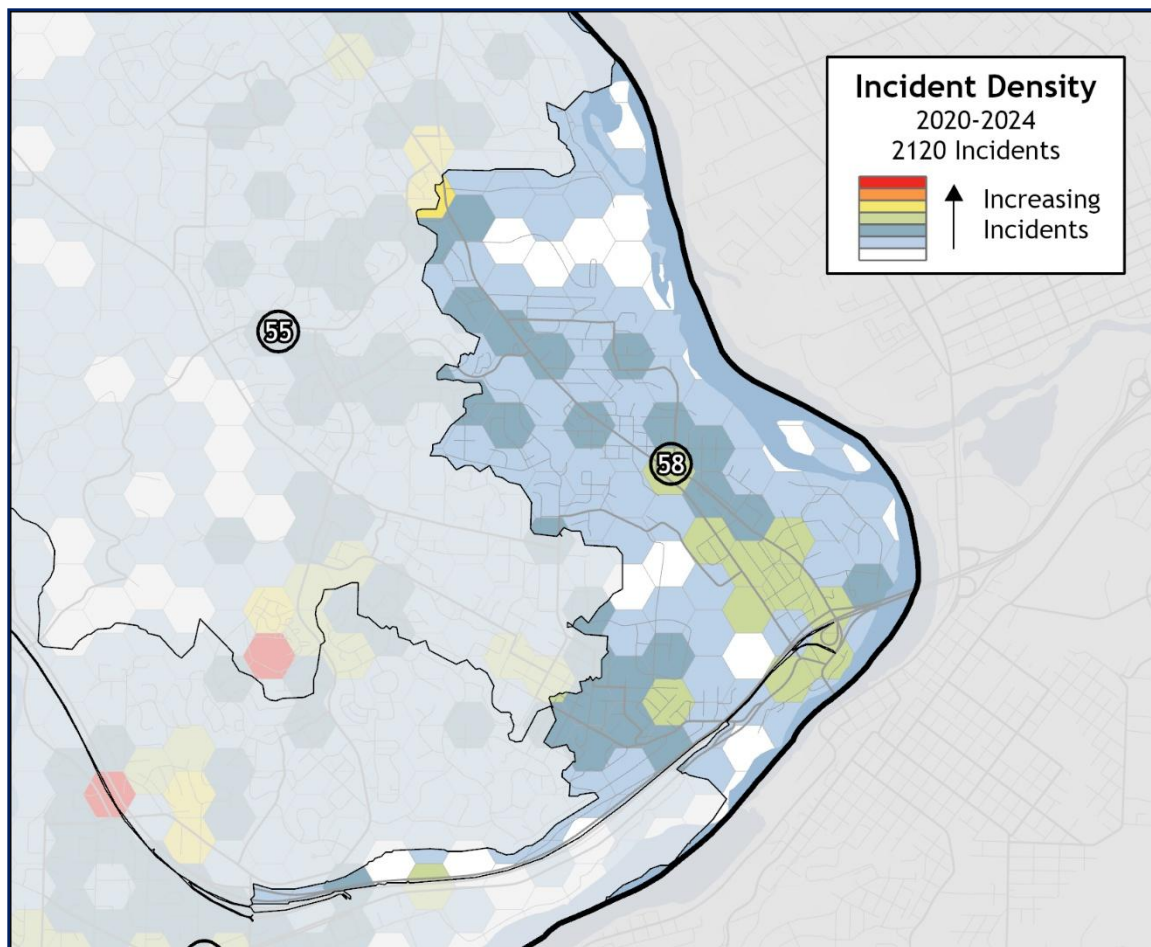 Incident Density
2020-2024
2120 Incidents
Increasing
Incidents
55
58